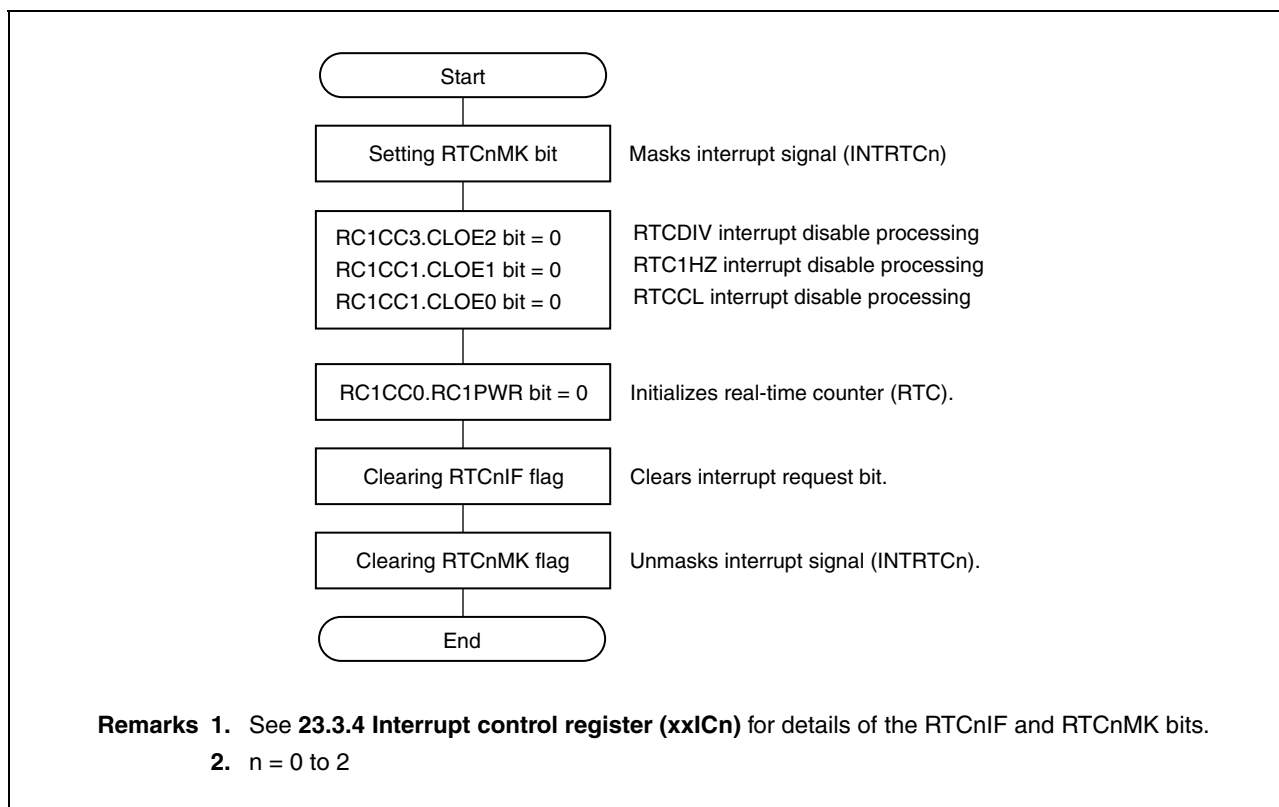 Start
Setting RTCnMK bit Masks interrupt signal (INTRTCn)
RC1CC3.CLOE2 bit = 0 RTCDIV interrupt disable processing
RC1CC1.CLOE1 bit = 0 RTC1HZ interrupt disable processing
RC1CC1.CLOE0 bit = 0 RTCCL interrupt disable processing
RC1CC0.RC1PWR bit = 0 Initializes real-time counter (RTC).
Clearing RTCnIF flag Clears interrupt request bit.
Clearing RTCnMK flag Unmasks interrupt signal (INTRTCn).
End
Remarks 1. See 23.3.4 Interrupt control register (xxICn) for details of the RTCnIF and RTCnMK bits.
2. n = 0 to 2